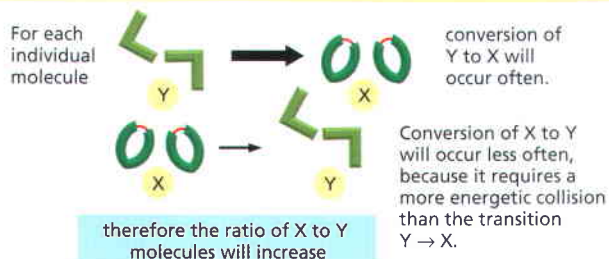 For each
individual
molecule
Y
X
conversion of
Y to X will
occur often.
X
Y
Conversion of X to Y
will occur less often,
because it requires a
more energetic collision
than the transition
Y → X.
therefore the ratio of X to Y
molecules will increase